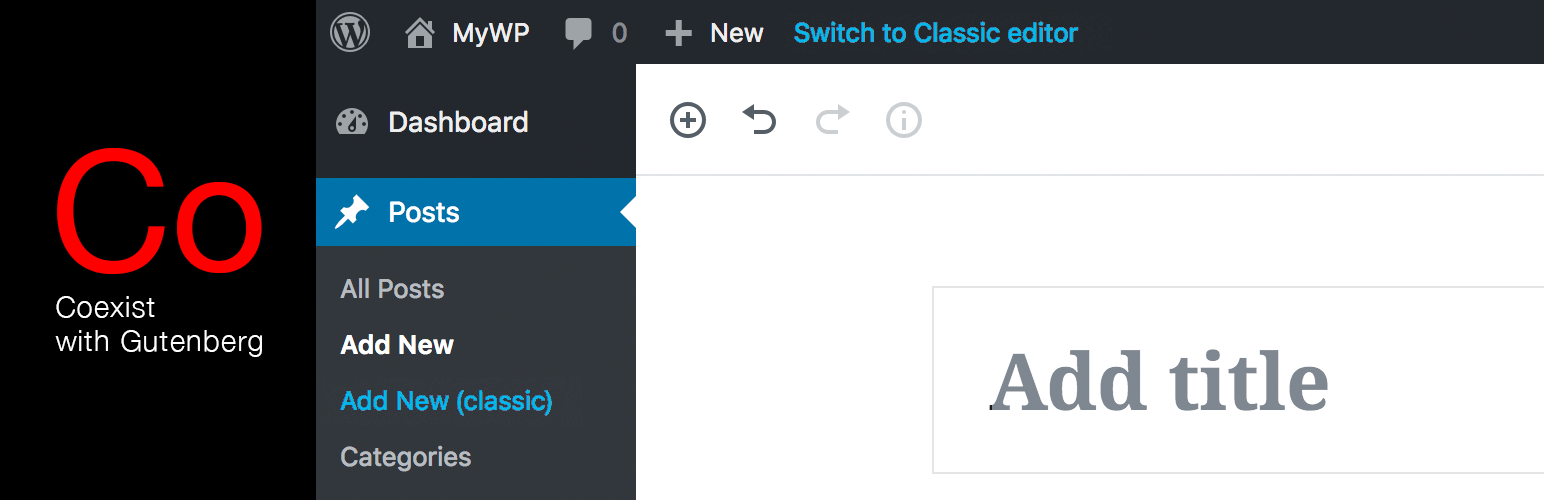 Co
Coexist
with Gutenberg
MyWP 0 New Switch to Classic editor
Dashboard
Posts
All Posts
Add New
Add New (classic)
Categories
Add title